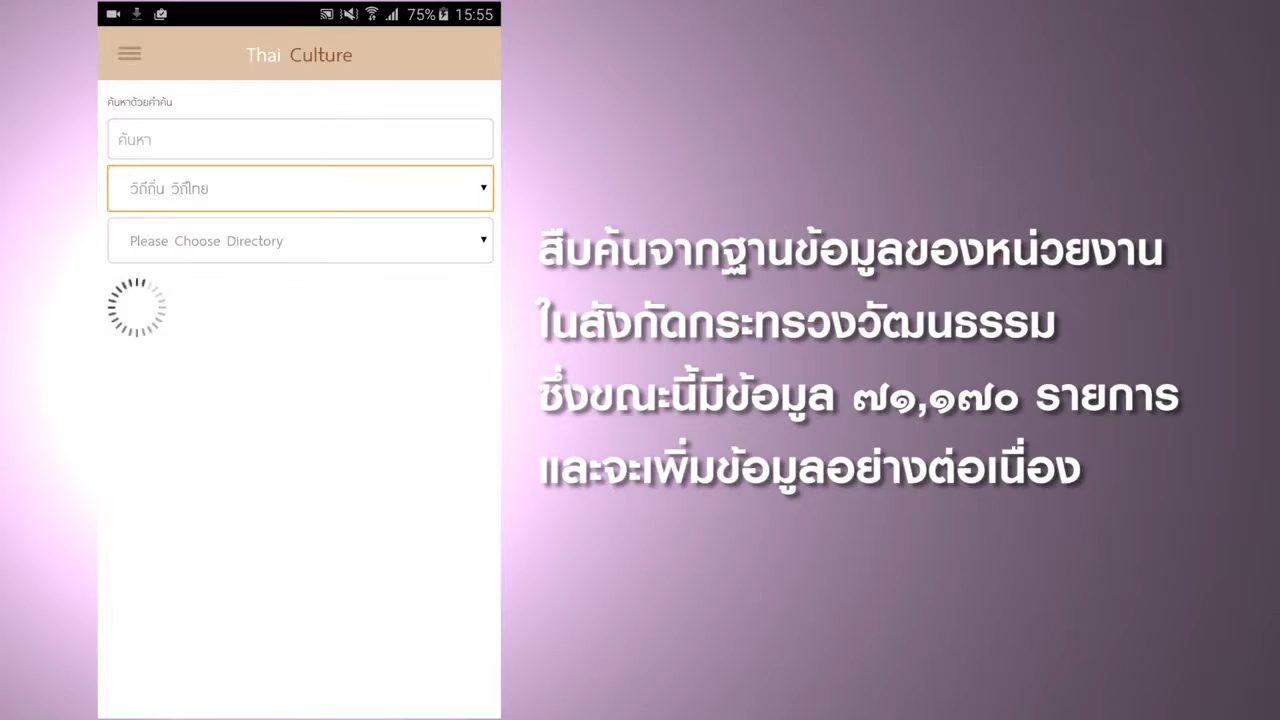 75% 15:55
Thai Culture
ค้นหาด้วยคำค้น
ค้นหา
วิถีถิ่น วิถีไทย
Please Choose Directory
สืบค้นจากฐานข้อมูลของหน่วยงาน
ในสังกัดกระทรวงวัฒนธรรม
ซึ่งขณะนี้มีข้อมูล ๗๑,๑๗๐ รายการ
และจะเพิ่มข้อมูลอย่างต่อเนื่อง